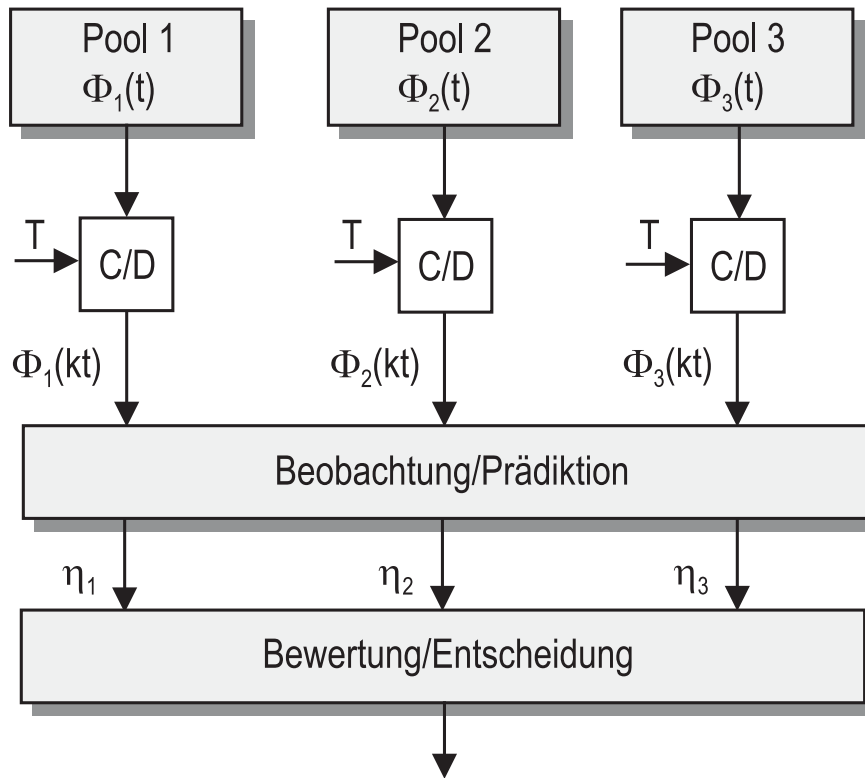 Pool 1
Φ₁(t)
Pool 2
Φ₂(t)
Pool 3
Φ₃(t)
T
C/D
T
C/D
T
C/D
Φ₁(kt)
Φ₂(kt)
Φ₃(kt)
Beobachtung/Prädiktion
η₁
η₂
η₃
Bewertung/Entscheidung